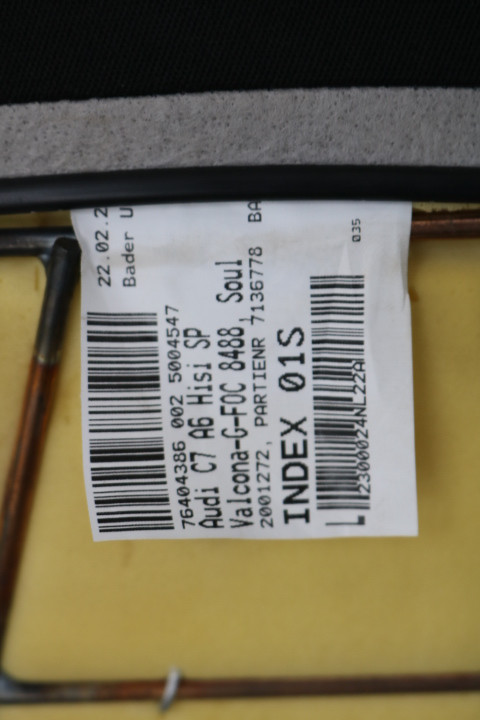 22.02.2
Bader U
76404386 002 5004547
Audi C7 A6 Hisi SP
Valcona-G-FOC 8488, Soul
2001272, PARTIENR 7136778 BA
INDEX 01S
L 2300024NL22A
035